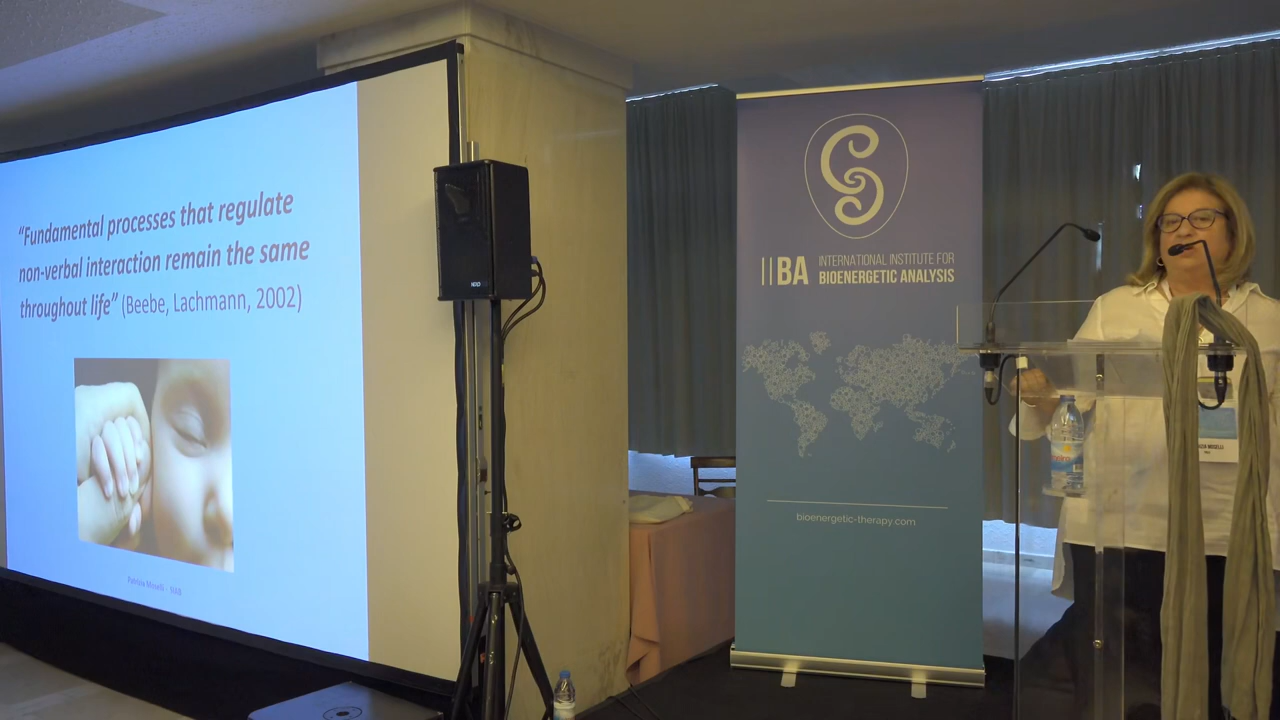 “Fundamental processes that regulate
non-verbal interaction remain the same
throughout life” (Beebe, Lachmann, 2002)
IIBA
INTERNATIONAL INSTITUTE FOR
BIOENERGETIC ANALYSIS
bioenergetic-therapy.com